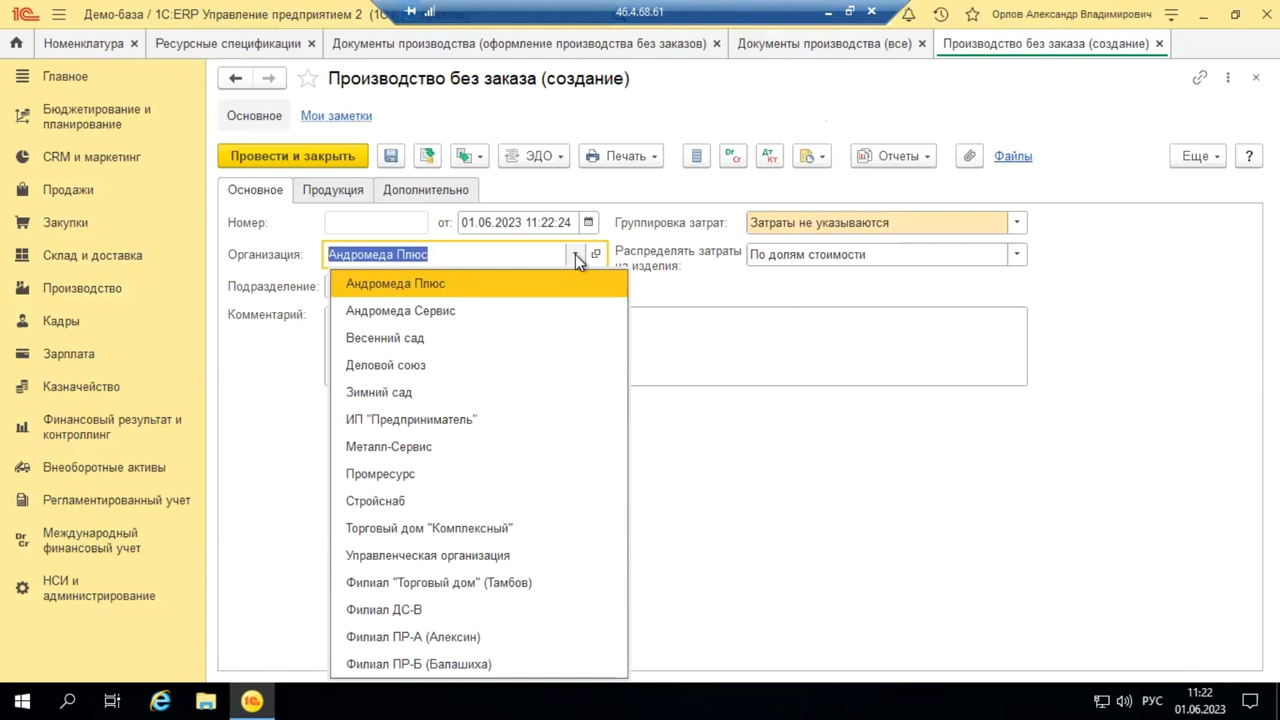 Демо-база / 1C:ERP Управление предприятием 2 (1С
46.4.68.61
Орлов Александр Владимирович
Номенклатура
Ресурсные спецификации
Документы производства (оформление производства без заказов)
Документы производства (все)
Производство без заказа (создание)
Главное
Бюджетирование и
планирование
CRM и маркетинг
Продажи
Закупки
Склад и доставка
Производство
Кадры
Зарплата
Казначейство
Финансовый результат и
контроллинг
Внеоборотные активы
Регламентированный учет
Международный
финансовый учет
НСИ и
администрирование
Производство без заказа (создание)
Основное
Мои заметки
Провести и закрыть
ЭДО
Печать
Dr
Cr
Дт
Кт
Отчеты
Файлы
Еще
?
Основное
Продукция
Дополнительно
Номер:
от:
01.06.2023 11:22:24
Группировка затрат:
Затраты не указываются
Организация:
Андромеда Плюс
Распределять затраты
на изделия:
По долям стоимости
Подразделение:
Комментарий:
Андромеда Плюс
Андромеда Сервис
Весенний сад
Деловой союз
Зимний сад
ИП "Предприниматель"
Металл-Сервис
Промресурс
Стройснаб
Торговый дом "Комплексный"
Управленческая организация
Филиал "Торговый дом" (Тамбов)
Филиал ДС-В
Филиал ПР-А (Алексин)
Филиал ПР-Б (Балашиха)
РУС
11:22
01.06.2023